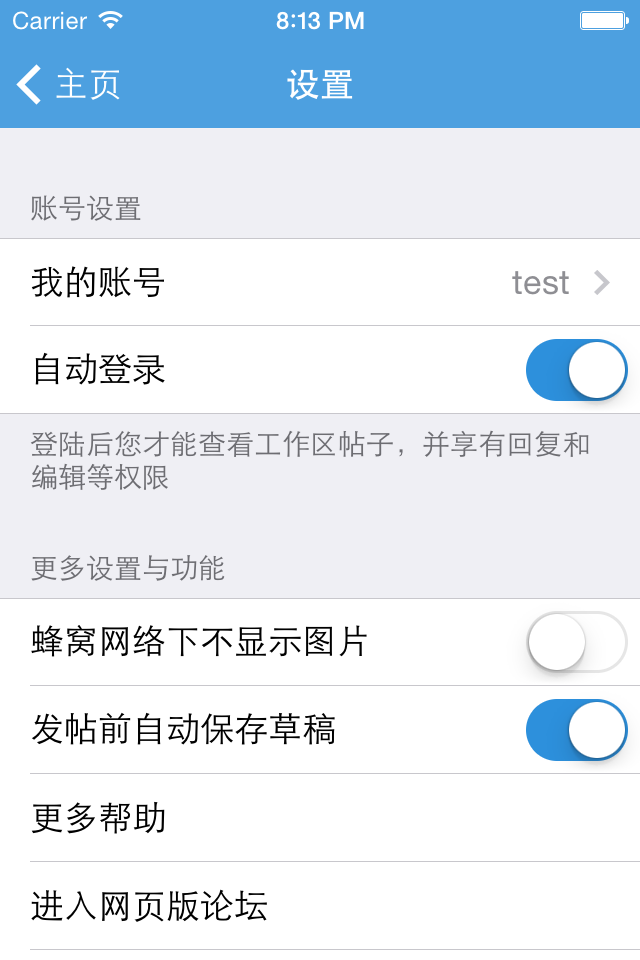 Carrier 8:13 PM
主页 设置
账号设置
我的账号 test
自动登录
登陆后您才能查看工作区帖子，并享有回复和
编辑等权限
更多设置与功能
蜂窝网络下不显示图片
发帖前自动保存草稿
更多帮助
进入网页版论坛